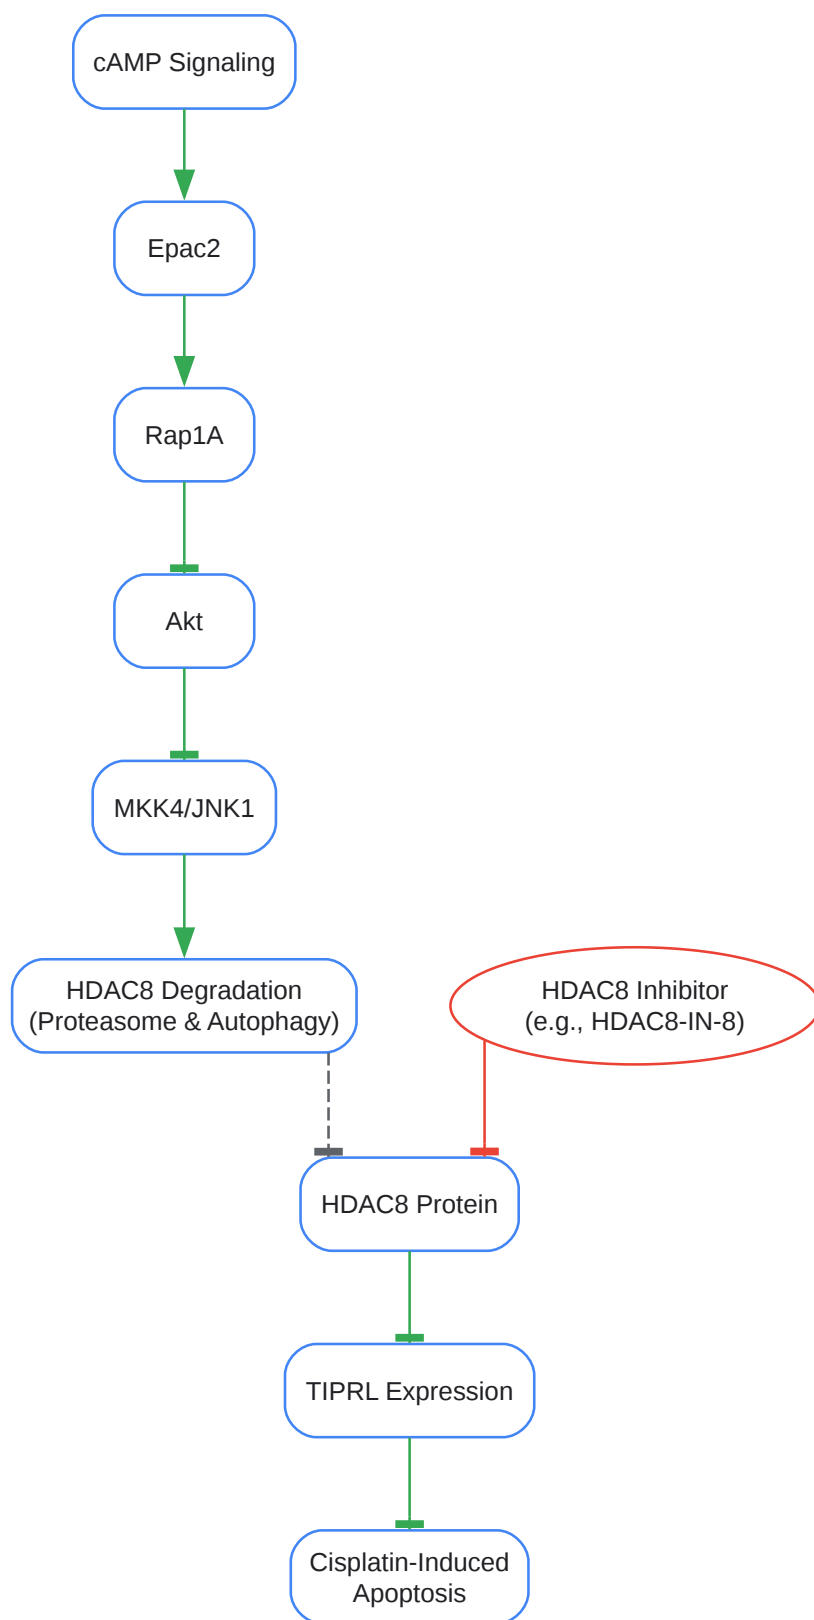 cAMP Signaling
Epac2
Rap1A
Akt
MKK4/JNK1
HDAC8 Degradation
(Proteasome & Autophagy)
HDAC8 Inhibitor
(e.g., HDAC8-IN-8)
HDAC8 Protein
TIPRL Expression
Cisplatin-Induced
Apoptosis